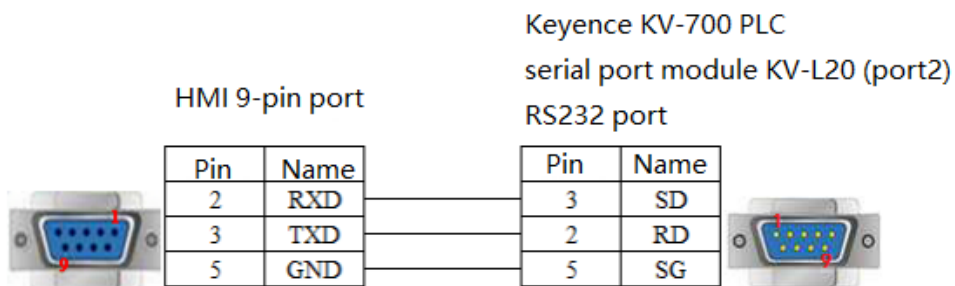 Keyence KV-700 PLC
serial port module KV-L20 (port2)
HMI 9-pin port
RS232 port
Pin Name Pin Name
2 RXD 3 SD
3 TXD 2 RD
5 GND 5 SG
1
9
1
9